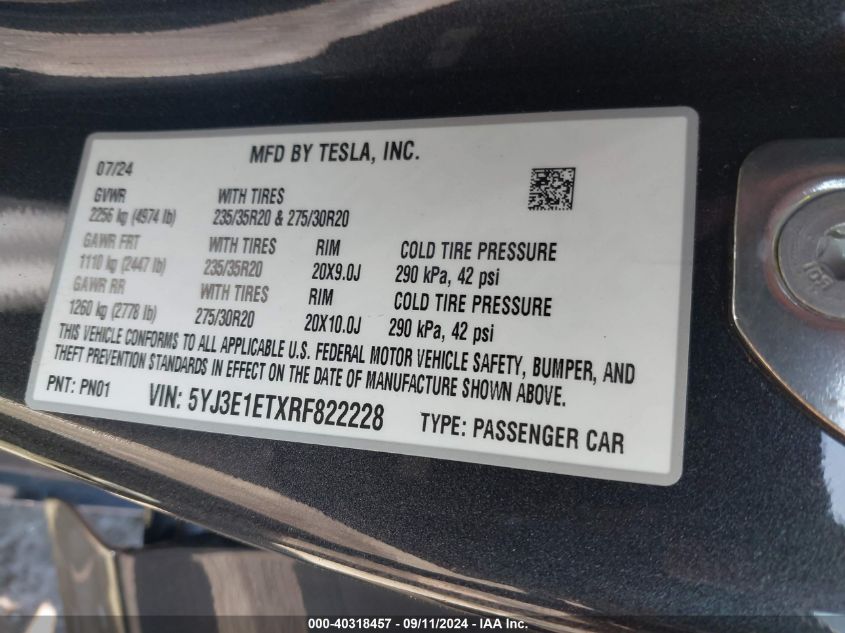 MFD BY TESLA, INC.
07/24
GVWR WITH TIRES
2256 kg (4974 lb) 235/35R20 & 275/30R20
GAWR FRT WITH TIRES RIM COLD TIRE PRESSURE
1110 kg (2447 lb) 235/35R20 20X9.0J 290 kPa, 42 psi
GAWR RR WITH TIRES RIM COLD TIRE PRESSURE
1260 kg (2778 lb) 275/30R20 20X10.0J 290 kPa, 42 psi
THIS VEHICLE CONFORMS TO ALL APPLICABLE U.S. FEDERAL MOTOR VEHICLE SAFETY, BUMPER, AND
THEFT PREVENTION STANDARDS IN EFFECT ON THE DATE OF MANUFACTURE SHOWN ABOVE.
PNT: PN01 VIN: 5YJ3E1ETXRF822228 TYPE: PASSENGER CAR
000-40318457 - 09/11/2024 - IAA Inc.